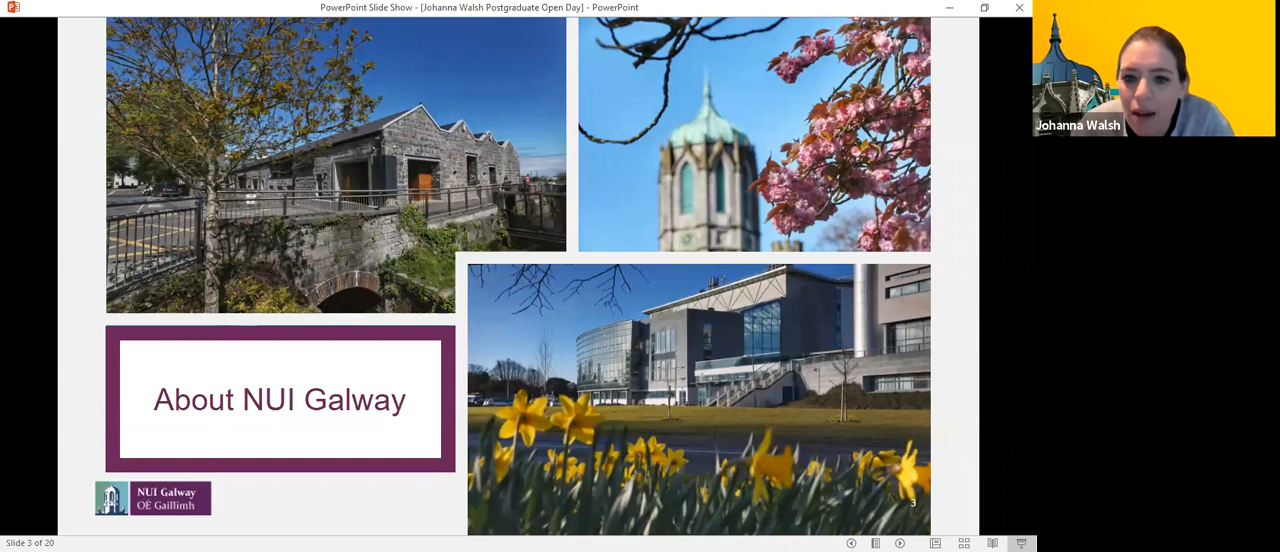 PowerPoint Slide Show - [Johanna Walsh Postgraduate Open Day] - PowerPoint
Johanna Walsh
About NUI Galway
NUI Galway
OÉ Gaillimh
3
Slide 3 of 20